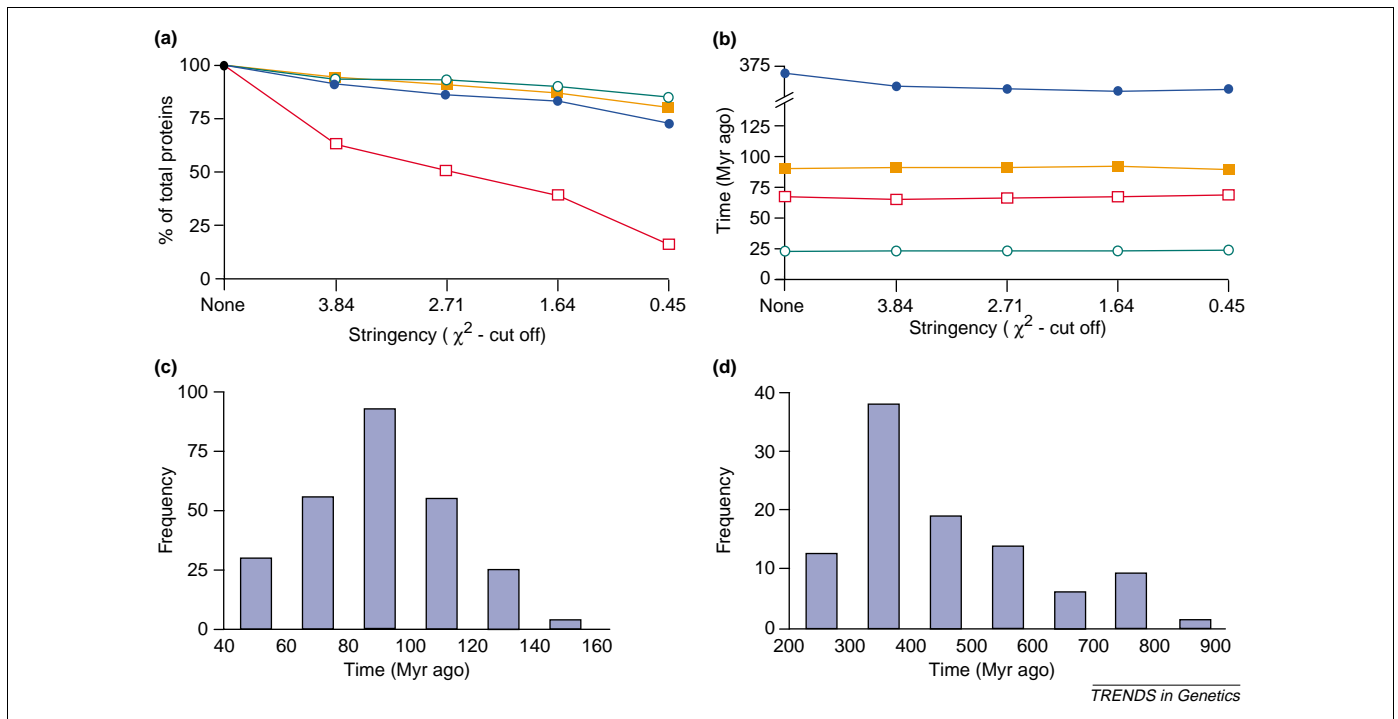 (a)
100
75
50
25
0
% of total proteins
None 3.84 2.71 1.64 0.45
Stringency ( χ² - cut off)
(b)
375
125
100
75
50
25
0
Time (Myr ago)
None 3.84 2.71 1.64 0.45
Stringency ( χ² - cut off)
(c)
100
75
50
25
0
Frequency
40 60 80 100 120 140 160
Time (Myr ago)
(d)
40
30
20
10
0
Frequency
200 300 400 500 600 700 800 900
Time (Myr ago)
TRENDS in Genetics